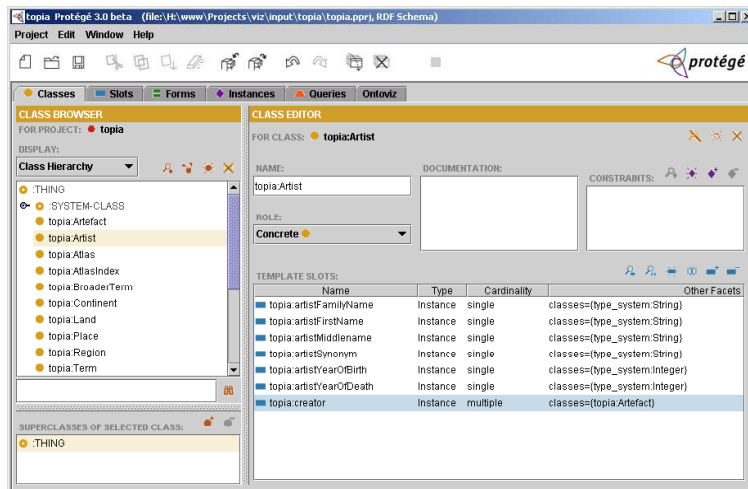 topia Protégé 3.0 beta (file:\H:\www\Projects\viz\input\topia\topia.pprj, RDF Schema)
Project Edit Window Help
protégé
Classes Slots Forms Instances Queries Ontoviz
CLASS BROWSER
FOR PROJECT: topia
DISPLAY:
Class Hierarchy
:THING
:SYSTEM-CLASS
topia:Artefact
topia:Artist
topia:Atlas
topia:AtlasIndex
topia:BroaderTerm
topia:Continent
topia:Land
topia:Place
topia:Region
topia:Term
SUPERCLASSES OF SELECTED CLASS:
:THING
CLASS EDITOR
FOR CLASS: topia:Artist
NAME: DOCUMENTATION: CONSTRAINTS:
topia:Artist
ROLE:
Concrete
TEMPLATE SLOTS:
Name Type Cardinality Other Facets
topia:artistFamilyName Instance single classes={type_system:String}
topia:artistFirstName Instance single classes={type_system:String}
topia:artistMiddlename Instance single classes={type_system:String}
topia:artistSynonym Instance single classes={type_system:String}
topia:artistYearOfBirth Instance single classes={type_system:Integer}
topia:artistYearOfDeath Instance single classes={type_system:Integer}
topia:creator Instance multiple classes={topia:Artefact}